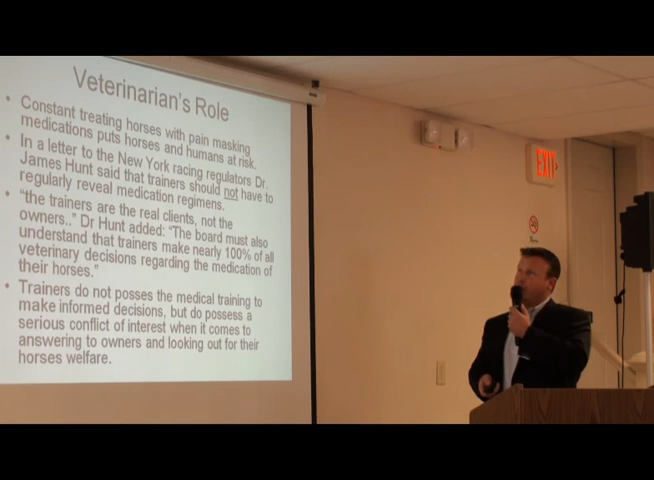 Veterinarian's Role
• Constant treating horses with pain masking
medications puts horses and humans at risk.
• In a letter to the New York racing regulators Dr.
James Hunt said that trainers should not have to
regularly reveal medication regimens.
• "the trainers are the real clients, not the
owners.." Dr Hunt added: "The board must also
understand that trainers make nearly 100% of all
veterinary decisions regarding the medication of
their horses."
• Trainers do not posses the medical training to
make informed decisions, but do possess a
serious conflict of interest when it comes to
answering to owners and looking out for their
horses welfare.
EXIT